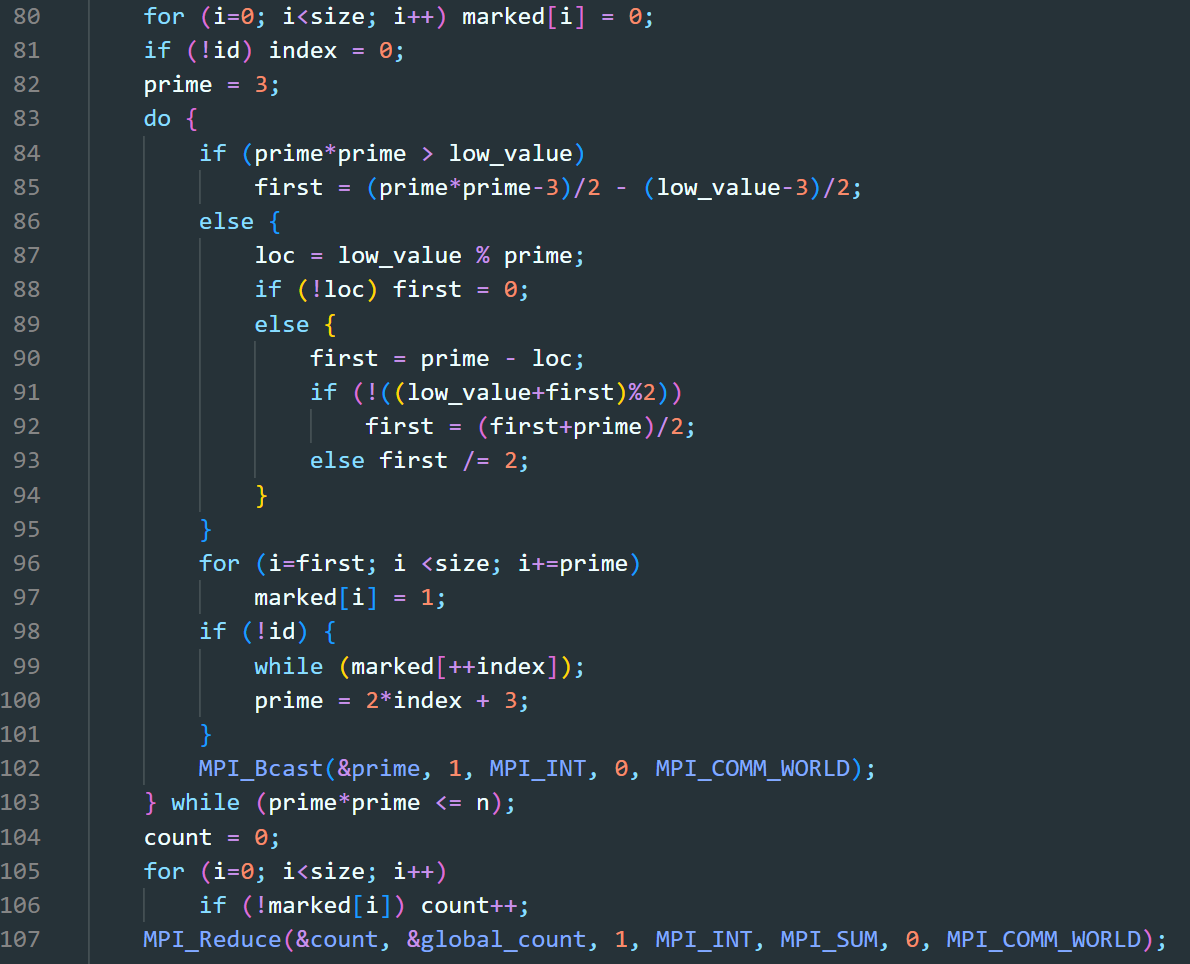 80 for (i=0; i<size; i++) marked[i] = 0;
81 if (!id) index = 0;
82 prime = 3;
83 do {
84 if (prime*prime > low_value)
85 first = (prime*prime-3)/2 - (low_value-3)/2;
86 else {
87 loc = low_value % prime;
88 if (!loc) first = 0;
89 else {
90 first = prime - loc;
91 if (!((low_value+first)%2))
92 first = (first+prime)/2;
93 else first /= 2;
94 }
95 }
96 for (i=first; i <size; i+=prime)
97 marked[i] = 1;
98 if (!id) {
99 while (marked[++index]);
100 prime = 2*index + 3;
101 }
102 MPI_Bcast(&prime, 1, MPI_INT, 0, MPI_COMM_WORLD);
103 } while (prime*prime <= n);
104 count = 0;
105 for (i=0; i<size; i++)
106 if (!marked[i]) count++;
107 MPI_Reduce(&count, &global_count, 1, MPI_INT, MPI_SUM, 0, MPI_COMM_WORLD);